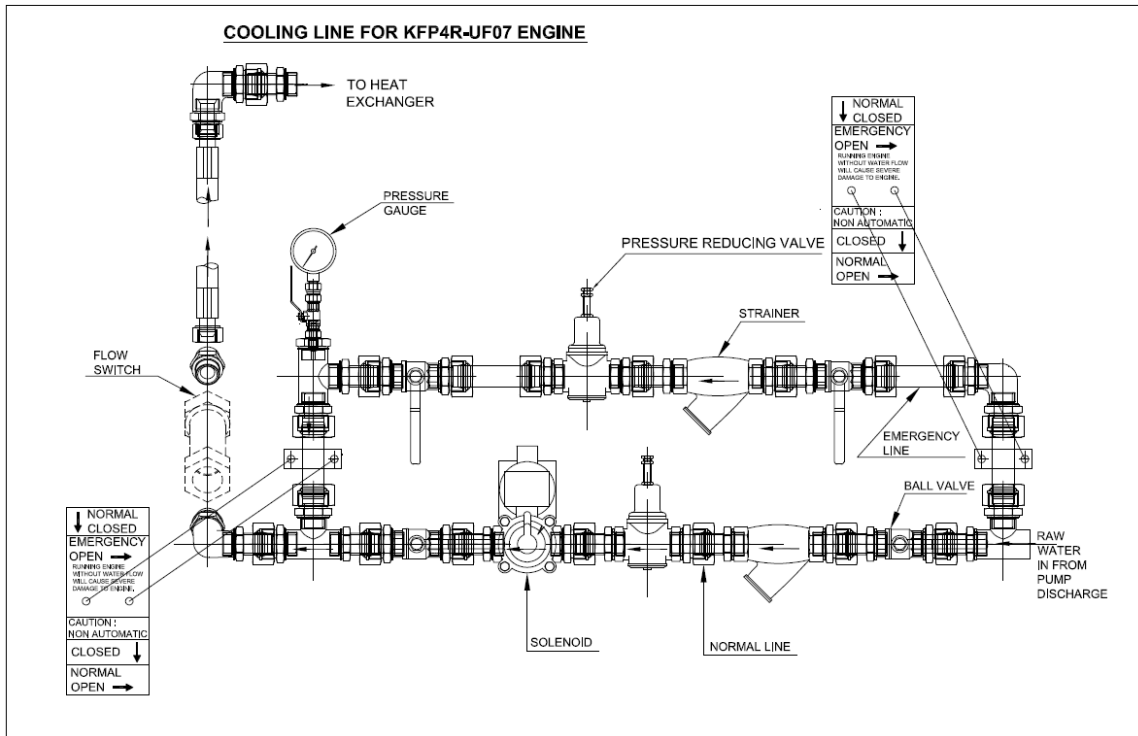 COOLING LINE FOR KFP4R-UF07 ENGINE
TO HEAT
EXCHANGER
NORMAL
CLOSED
EMERGENCY
OPEN
RUNNING ENGINE
WITHOUT WATER FLOW
WILL CAUSE SEVERE
DAMAGE TO ENGINE.
CAUTION :
NON AUTOMATIC
CLOSED
NORMAL
OPEN
PRESSURE
GAUGE
PRESSURE REDUCING VALVE
STRAINER
FLOW
SWITCH
EMERGENCY
LINE
BALL VALVE
NORMAL
CLOSED
EMERGENCY
OPEN
RUNNING ENGINE
WITHOUT WATER FLOW
WILL CAUSE SEVERE
DAMAGE TO ENGINE.
CAUTION :
NON AUTOMATIC
CLOSED
NORMAL
OPEN
RAW
WATER
IN FROM
PUMP
DISCHARGE
SOLENOID
NORMAL LINE